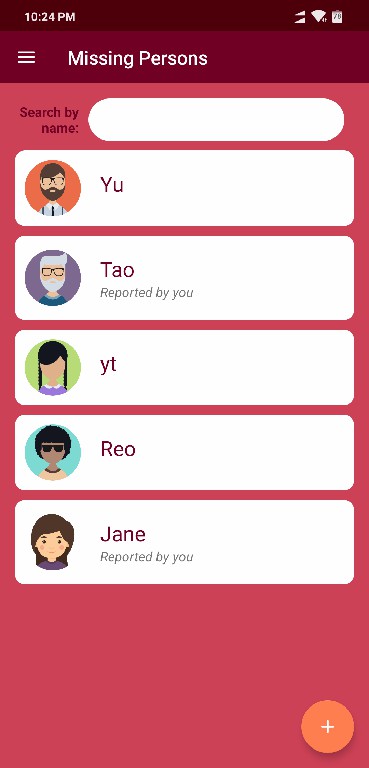 10:24 PM
78
Missing Persons
Search by
name:
Yu
Tao
Reported by you
yt
Reo
Jane
Reported by you